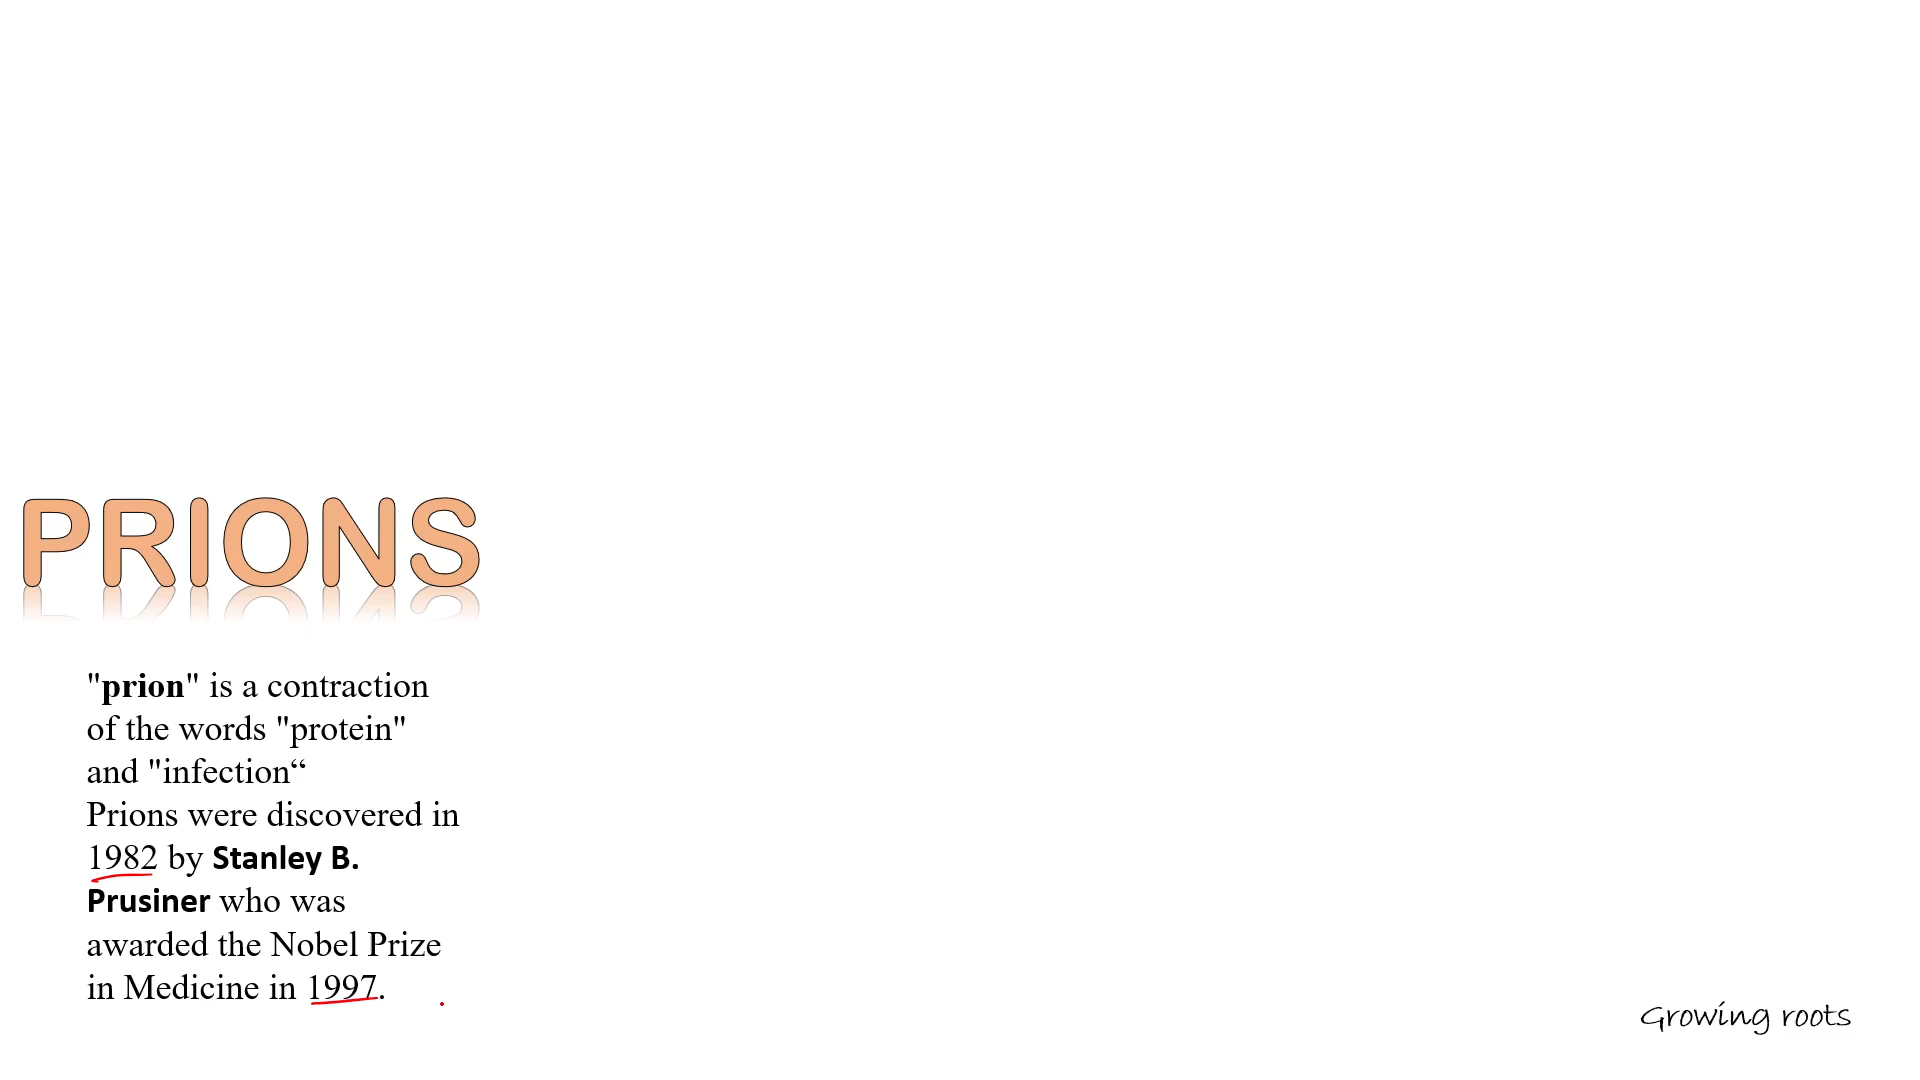 PRIONS
"prion" is a contraction
of the words "protein"
and "infection“
Prions were discovered in
1982 by Stanley B.
Prusiner who was
awarded the Nobel Prize
in Medicine in 1997.
Growing roots